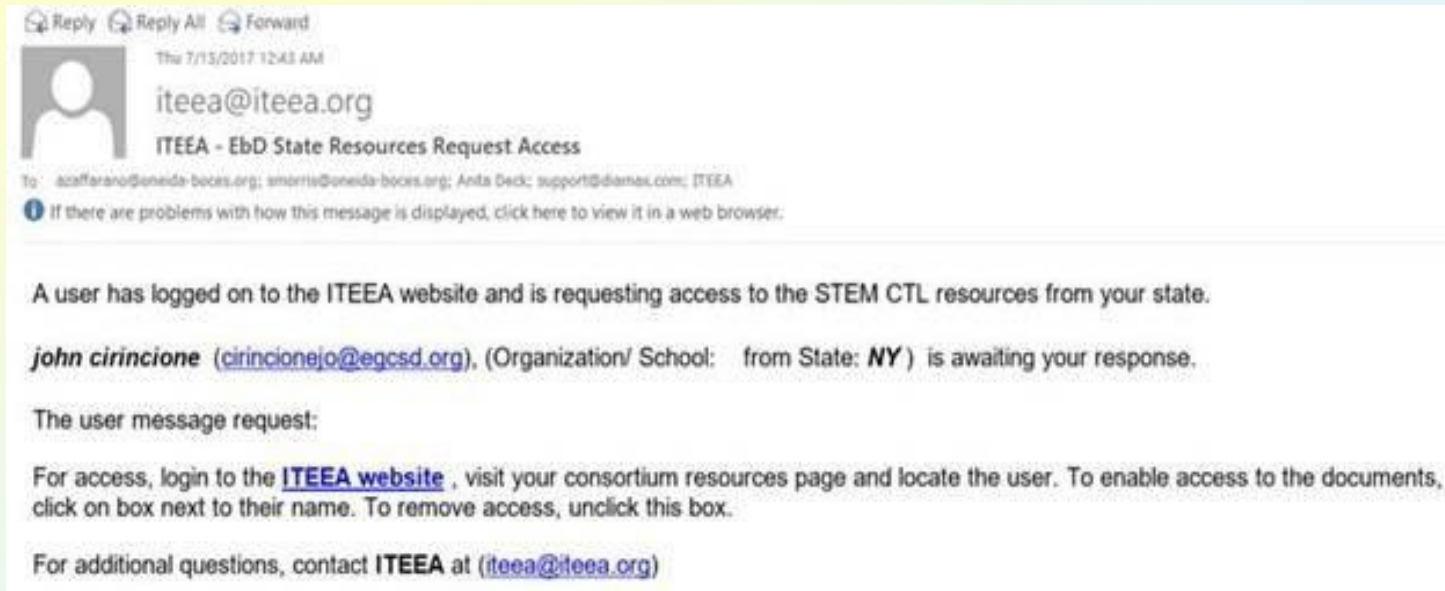 Reply Reply All Forward
Thu 7/13/2017 12:43 AM
iteea@iteea.org
ITEEA - EbD State Resources Request Access
To azaffarano@oneida-boces.org; smorris@oneida-boces.org; Anita Deck; support@diamax.com; ITEEA
If there are problems with how this message is displayed, click here to view it in a web browser.
A user has logged on to the ITEEA website and is requesting access to the STEM CTL resources from your state.
john cirincione (cirincionejo@egcsd.org), (Organization/ School: from State: NY ) is awaiting your response.
The user message request:
For access, login to the ITEEA website , visit your consortium resources page and locate the user. To enable access to the documents,
click on box next to their name. To remove access, unclick this box.
For additional questions, contact ITEEA at (iteea@iteea.org)